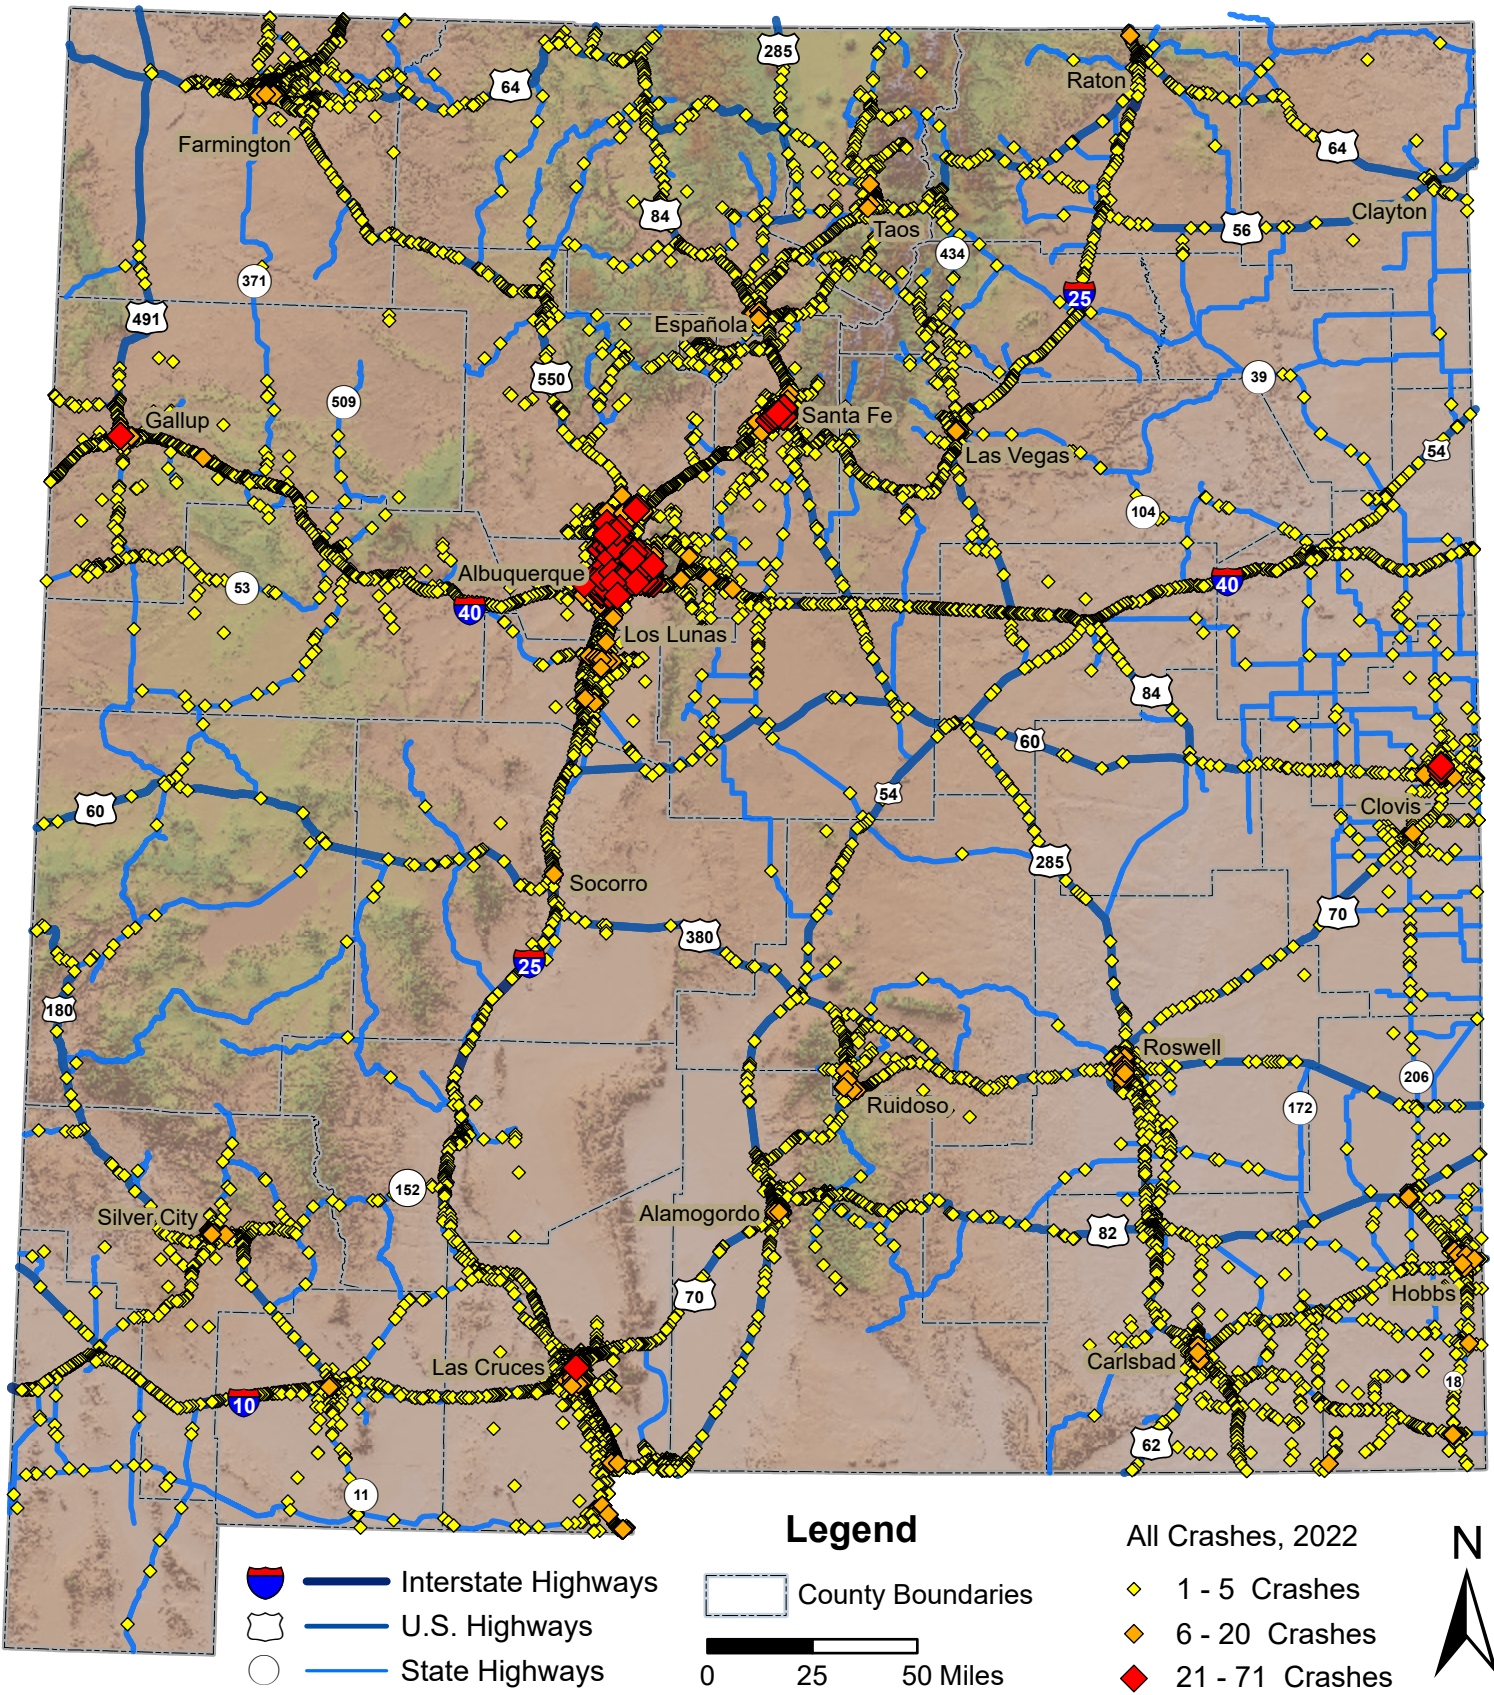 285
64
Raton
Farmington
64
84
Clayton
Taos
56
434
371
25
491
Española
550
39
509
Gallup
Santa Fe
54
Las Vegas
104
Albuquerque
53
40
40
Los Lunas
84
60
54
60
Clovis
285
Socorro
70
380
25
180
Roswell
206
Ruidoso
172
152
Silver City
Alamogordo
82
70
Hobbs
Las Cruces
Carlsbad
18
10
62
11
Legend
All Crashes, 2022
N
Interstate Highways
County Boundaries
1 - 5 Crashes
U.S. Highways
6 - 20 Crashes
State Highways
0 25 50 Miles
21 - 71 Crashes